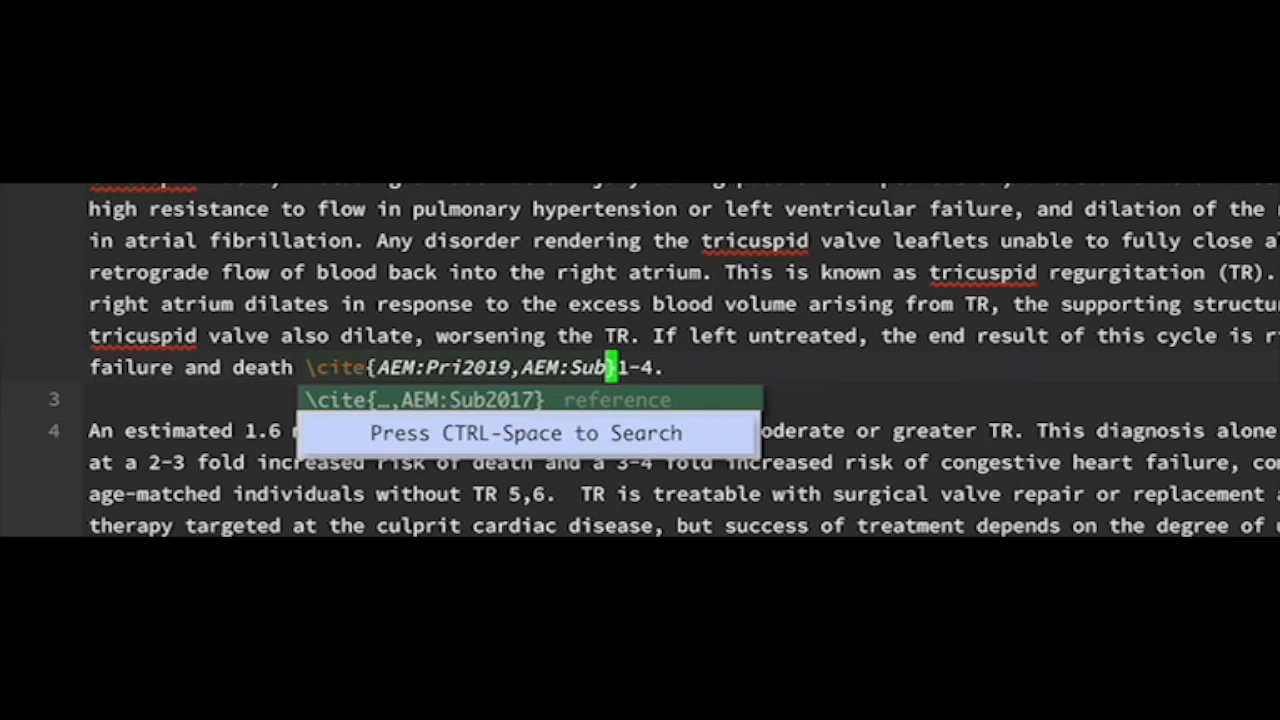 high resistance to flow in pulmonary hypertension or left ventricular failure, and dilation of the
in atrial fibrillation. Any disorder rendering the tricuspid valve leaflets unable to fully close
retrograde flow of blood back into the right atrium. This is known as tricuspid regurgitation (TR).
right atrium dilates in response to the excess blood volume arising from TR, the supporting
tricuspid valve also dilate, worsening the TR. If left untreated, the end result of this cycle is
failure and death \cite{AEM:Pri2019,AEM:Sub}1-4.
3 \cite{…,AEM:Sub2017} reference
Press CTRL-Space to Search
4 An estimated 1.6 oderate or greater TR. This diagnosis alone
at a 2-3 fold increased risk of death and a 3-4 fold increased risk of congestive heart failure,
age-matched individuals without TR 5,6. TR is treatable with surgical valve repair or replacement
therapy targeted at the culprit cardiac disease, but success of treatment depends on the degree of